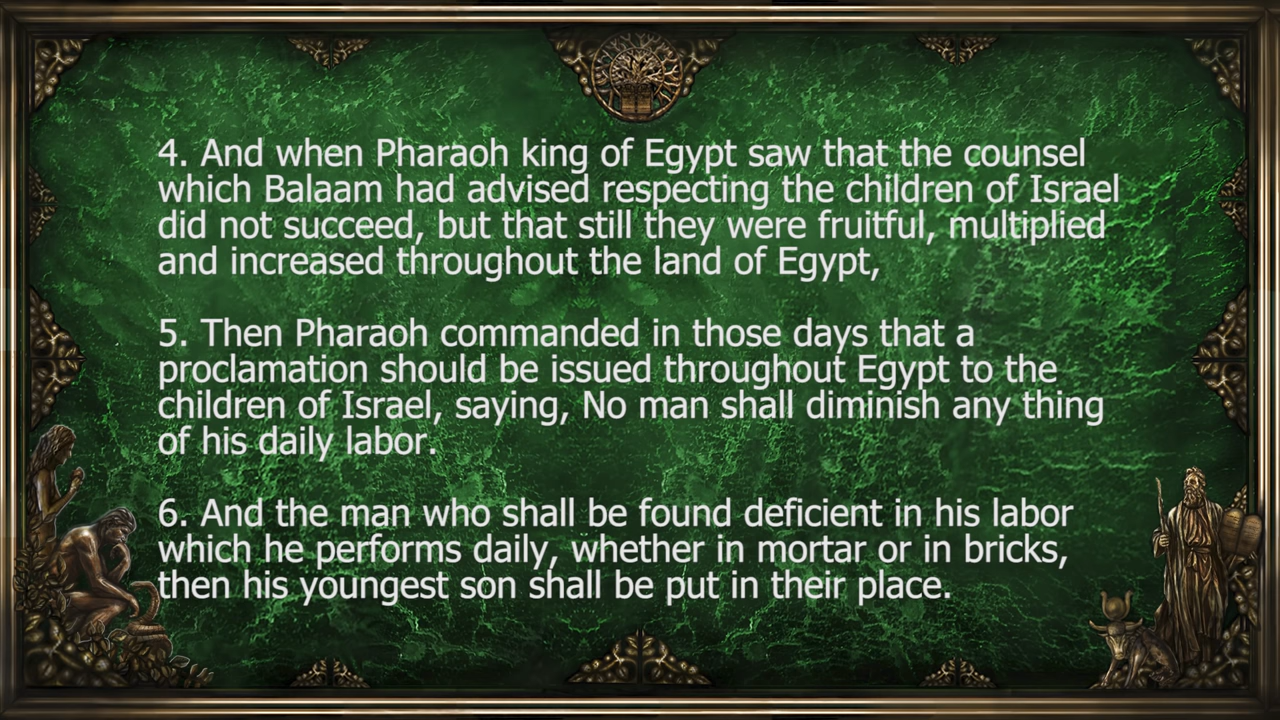 4. And when Pharaoh king of Egypt saw that the counsel
which Balaam had advised respecting the children of Israel
did not succeed, but that still they were fruitful, multiplied
and increased throughout the land of Egypt,
5. Then Pharaoh commanded in those days that a
proclamation should be issued throughout Egypt to the
children of Israel, saying, No man shall diminish any thing
of his daily labor.
6. And the man who shall be found deficient in his labor
which he performs daily, whether in mortar or in bricks,
then his youngest son shall be put in their place.